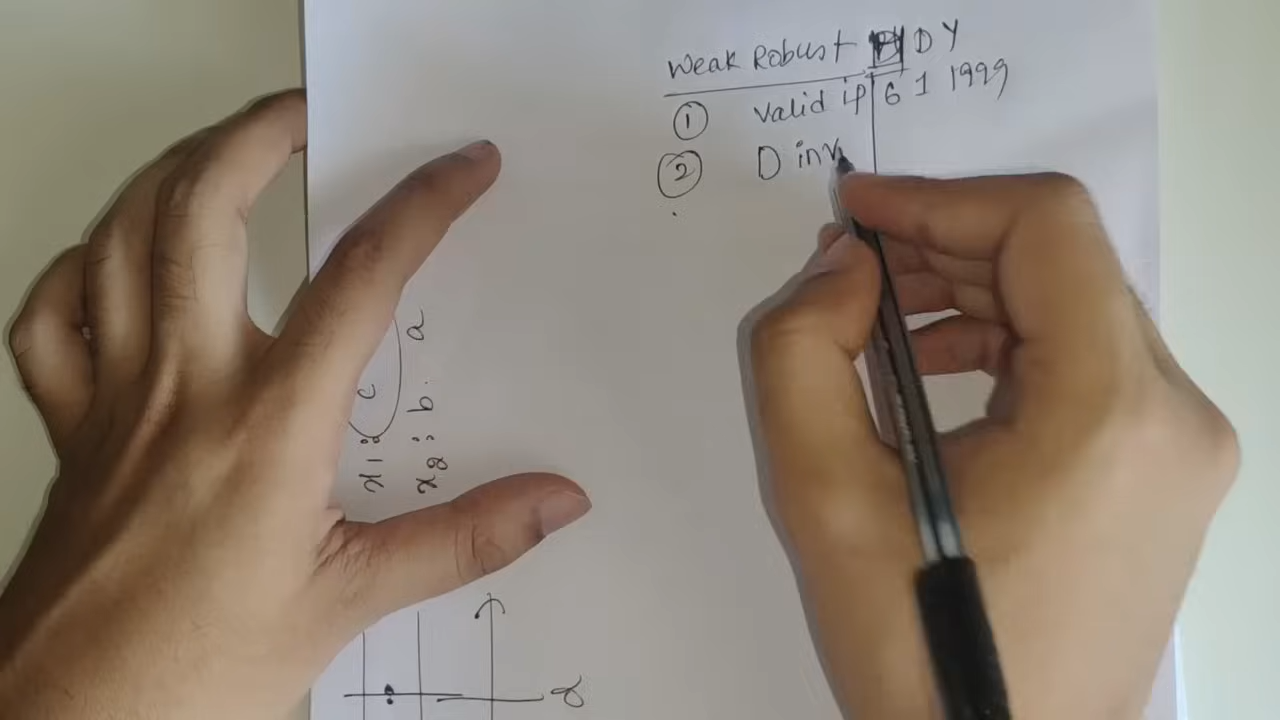 Weak Robust D Y
① valid ip 6 1 1999
② D inv
x1: c
x2: b. a